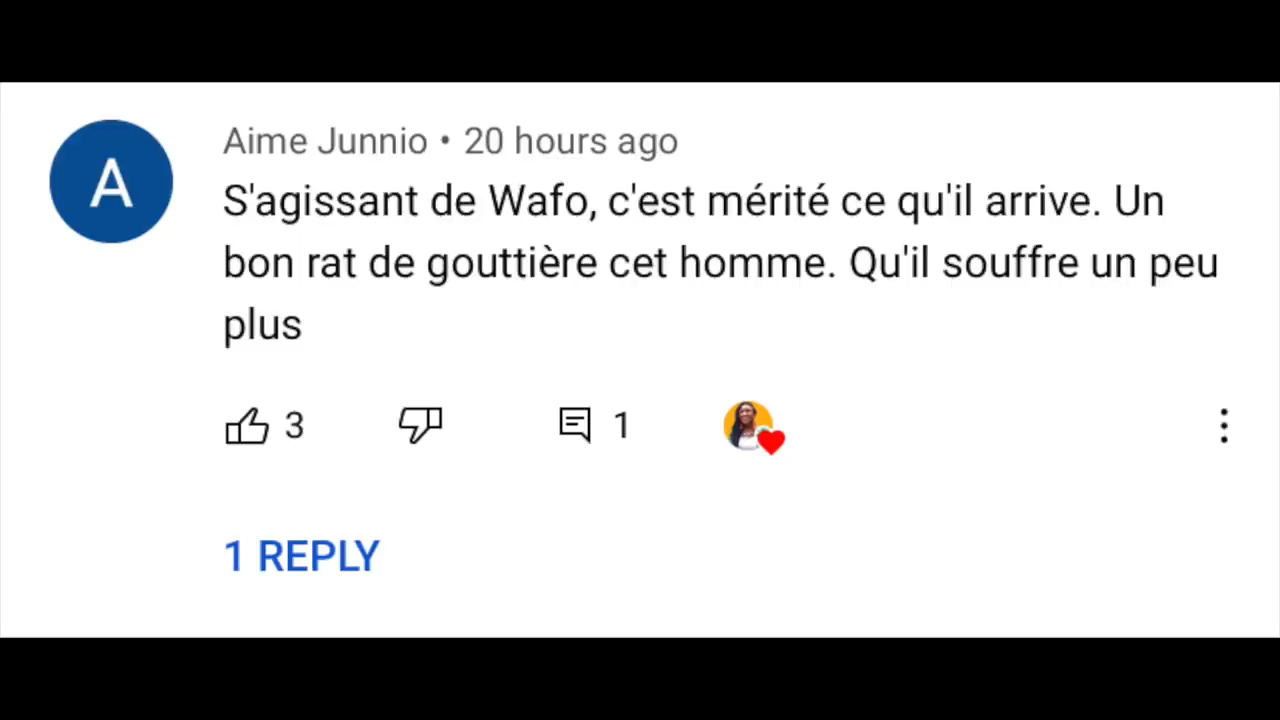 Aime Junnio • 20 hours ago
S'agissant de Wafo, c'est mérité ce qu'il arrive. Un
bon rat de gouttière cet homme. Qu'il souffre un peu
plus
3 1
1 REPLY